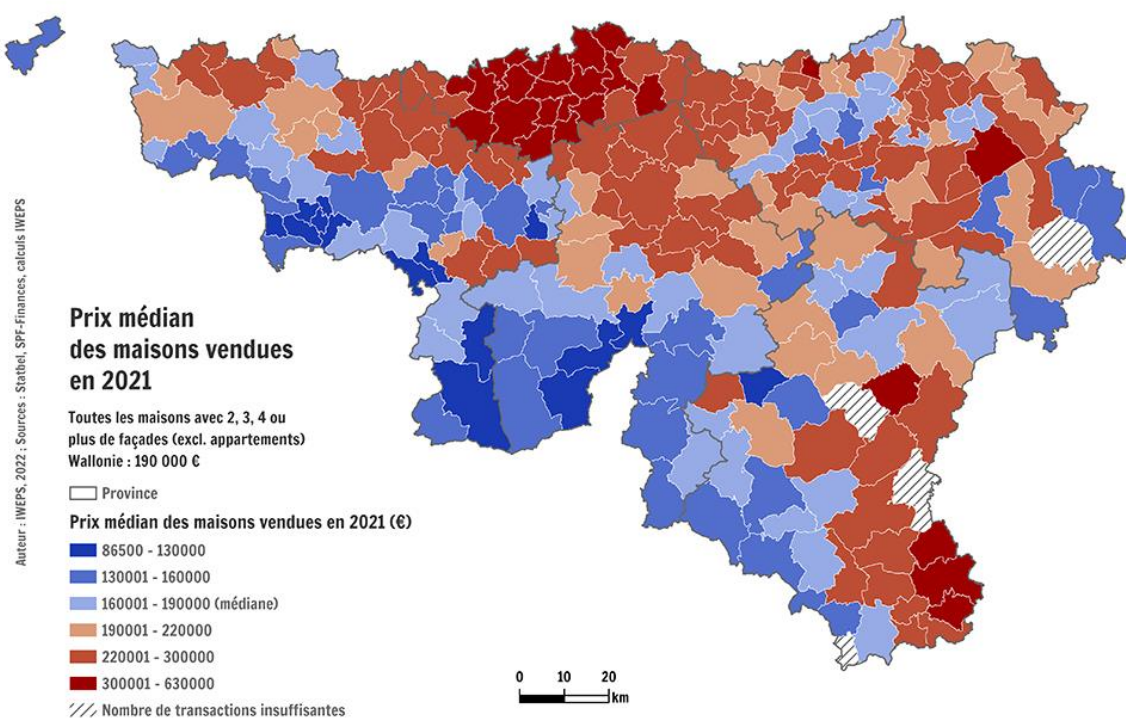 Auteur : IWEPS, 2022 ; Sources : Statbel, SPF-Finances, calculs IWEPS
Prix médian
des maisons vendues
en 2021
Toutes les maisons avec 2, 3, 4 ou
plus de façades (excl. appartements)
Wallonie : 190 000 €
Province
Prix médian des maisons vendues en 2021 (€)
86500 - 130000
130001 - 160000
160001 - 190000 (médiane)
190001 - 220000
220001 - 300000
300001 - 630000
Nombre de transactions insuffisantes
0 10 20
km